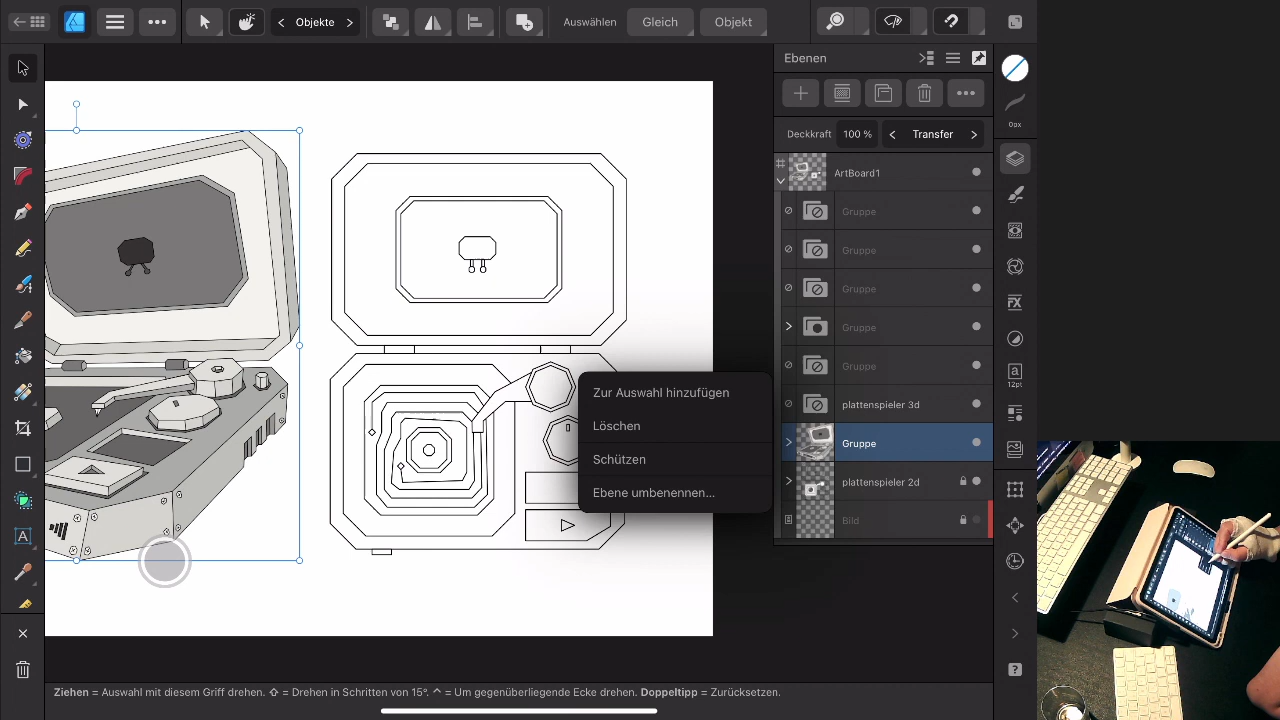 Objekte
Auswählen
Gleich
Objekt
Ebenen
Deckkraft 100 % Transfer
0px
ArtBoard1
Gruppe
Gruppe
Gruppe
Gruppe
Gruppe
plattenspieler 3d
Gruppe
plattenspieler 2d
Bild
12pt
Zur Auswahl hinzufügen
Löschen
Schützen
Ebene umbenennen...
Ziehen = Auswahl mit diesem Griff drehen. ⇧ = Drehen in Schritten von 15°. ^ = Um gegenüberliegende Ecke drehen. Doppeltipp = Zurücksetzen.